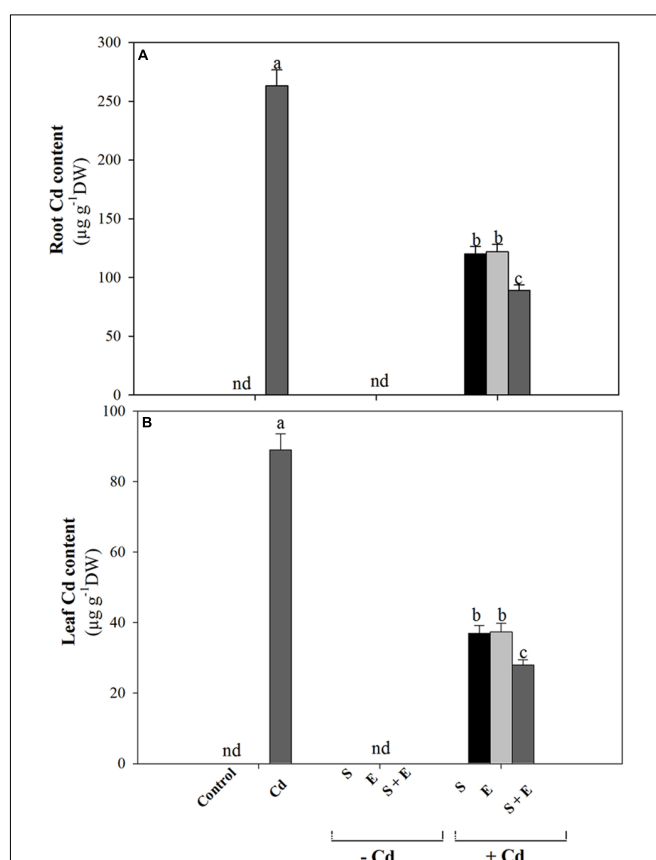 A
300
250
200
150
100
50
0
Root Cd content
(µg g-1DW)
a
nd
nd
b
b
c
B
100
80
60
40
20
0
Leaf Cd content
(µg g-1DW)
a
nd
nd
b
b
c
Control
Cd
S
E
S + E
S
E
S + E
- Cd
+ Cd